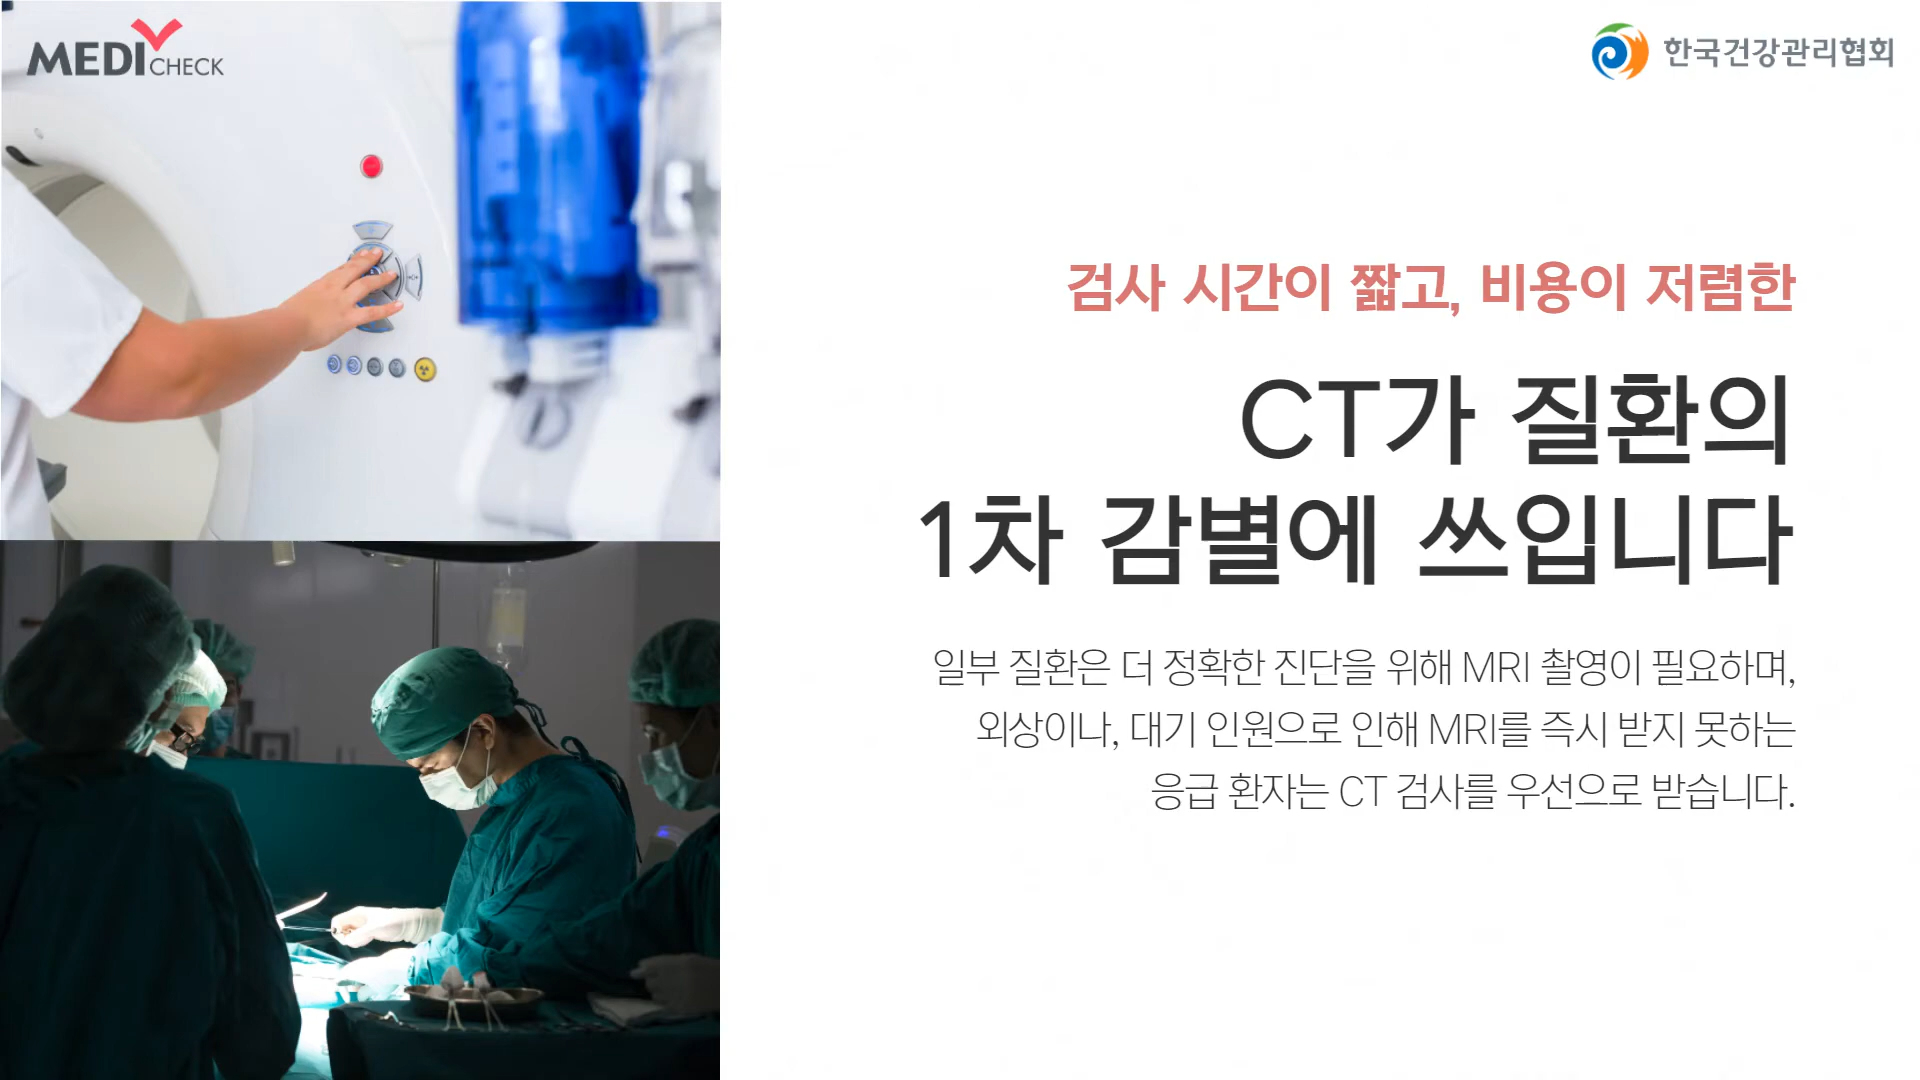 MEDICHECK
한국건강관리협회
검사 시간이 짧고, 비용이 저렴한
CT가 질환의
1차 감별에 쓰입니다
일부 질환은 더 정확한 진단을 위해 MRI 촬영이 필요하며,
외상이나, 대기 인원으로 인해 MRI를 즉시 받지 못하는
응급 환자는 CT 검사를 우선으로 받습니다.